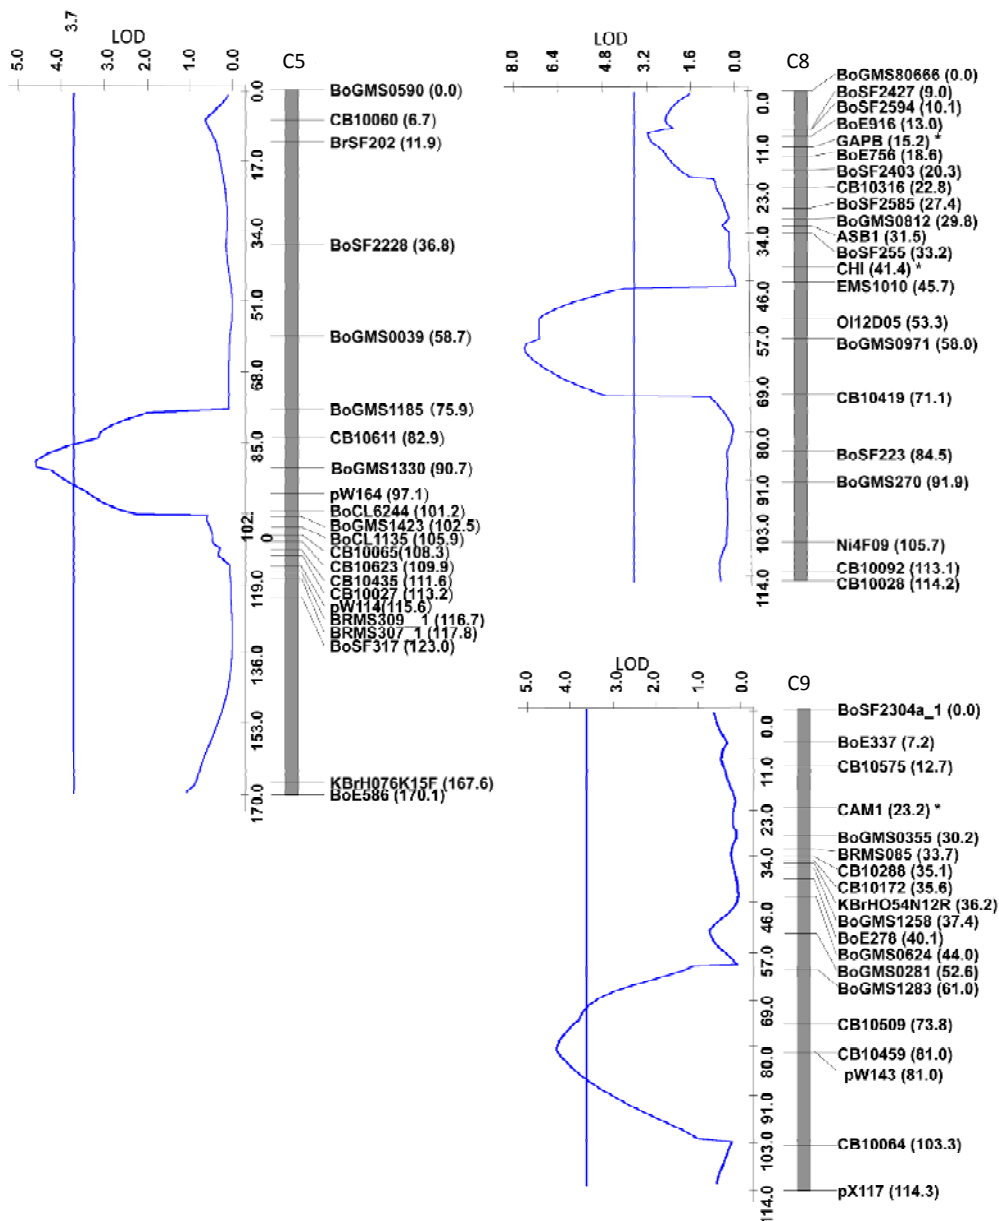 3.7
LOD
5.0 4.0 3.0 2.0 1.0 0.0
C5
0.0
17.0
34.0
51.0
68.0
85.0
102.
0
119.0
136.0
153.0
170.0
BoGMS0590 (0.0)
CB10060 (6.7)
BrSF202 (11.9)
BoSF2228 (36.8)
BoGMS0039 (58.7)
BoGMS1185 (75.9)
CB10611 (82.9)
BoGMS1330 (90.7)
pW164 (97.1)
BoCL6244 (101.2)
BoGMS1423 (102.5)
BoCL1135 (105.9)
CB10065(108.3)
CB10623 (109.9)
CB10435 (111.6)
CB10027 (113.2)
pW114(115.6)
BRMS309_ 1 (116.7)
BRMS307_1 (117.8)
BoSF317 (123.0)
KBrH076K15F (167.6)
BoE586 (170.1)
LOD
8.0 6.4 4.8 3.2 1.6 0.0
C8
0.0
11.0
23.0
34.0
46.0
57.0
69.0
80.0
91.0
103.0
114.0
BoGMS80666 (0.0)
BoSF2427 (9.0)
BoSF2594 (10.1)
BoE916 (13.0)
GAPB (15.2) *
BoE756 (18.6)
BoSF2403 (20.3)
CB10316 (22.8)
BoSF2585 (27.4)
BoGMS0812 (29.8)
ASB1 (31.5)
BoSF255 (33.2)
CHI (41.4) *
EMS1010 (45.7)
Ol12D05 (53.3)
BoGMS0971 (58.0)
CB10419 (71.1)
BoSF223 (84.5)
BoGMS270 (91.9)
Ni4F09 (105.7)
CB10092 (113.1)
CB10028 (114.2)
LOD
5.0 4.0 3.0 2.0 1.0 0.0
C9
0.0
11.0
23.0
34.0
46.0
57.0
69.0
80.0
91.0
103.0
114.0
BoSF2304a_1 (0.0)
BoE337 (7.2)
CB10575 (12.7)
CAM1 (23.2) *
BoGMS0355 (30.2)
BRMS085 (33.7)
CB10288 (35.1)
CB10172 (35.6)
KBrHO54N12R (36.2)
BoGMS1258 (37.4)
BoE278 (40.1)
BoGMS0624 (44.0)
BoGMS0281 (52.6)
BoGMS1283 (61.0)
CB10509 (73.8)
CB10459 (81.0)
pW143 (81.0)
CB10064 (103.3)
pX117 (114.3)